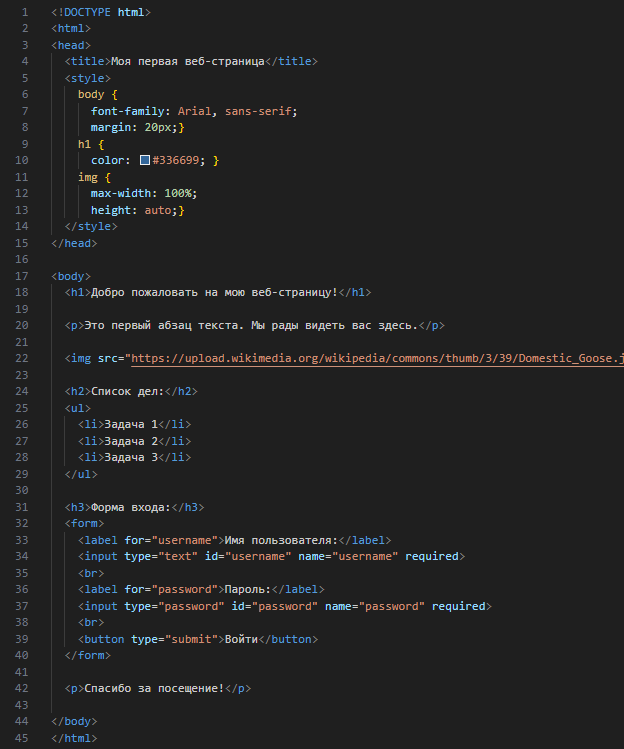 1 <!DOCTYPE html>
2 <html>
3 <head>
4 <title>Моя первая веб-страница</title>
5 <style>
6 body {
7 font-family: Arial, sans-serif;
8 margin: 20px;}
9 h1 {
10 color: #336699; }
11 img {
12 max-width: 100%;
13 height: auto;}
14 </style>
15 </head>
16
17 <body>
18 <h1>Добро пожаловать на мою веб-страницу!</h1>
19
20 <p>Это первый абзац текста. Мы рады видеть вас здесь.</p>
21
22 <img src="https://upload.wikimedia.org/wikipedia/commons/thumb/3/39/Domestic_Goose.j
23
24 <h2>Список дел:</h2>
25 <ul>
26 <li>Задача 1</li>
27 <li>Задача 2</li>
28 <li>Задача 3</li>
29 </ul>
30
31 <h3>Форма входа:</h3>
32 <form>
33 <label for="username">Имя пользователя:</label>
34 <input type="text" id="username" name="username" required>
35 <br>
36 <label for="password">Пароль:</label>
37 <input type="password" id="password" name="password" required>
38 <br>
39 <button type="submit">Войти</button>
40 </form>
41
42 <p>Спасибо за посещение!</p>
43
44 </body>
45 </html>